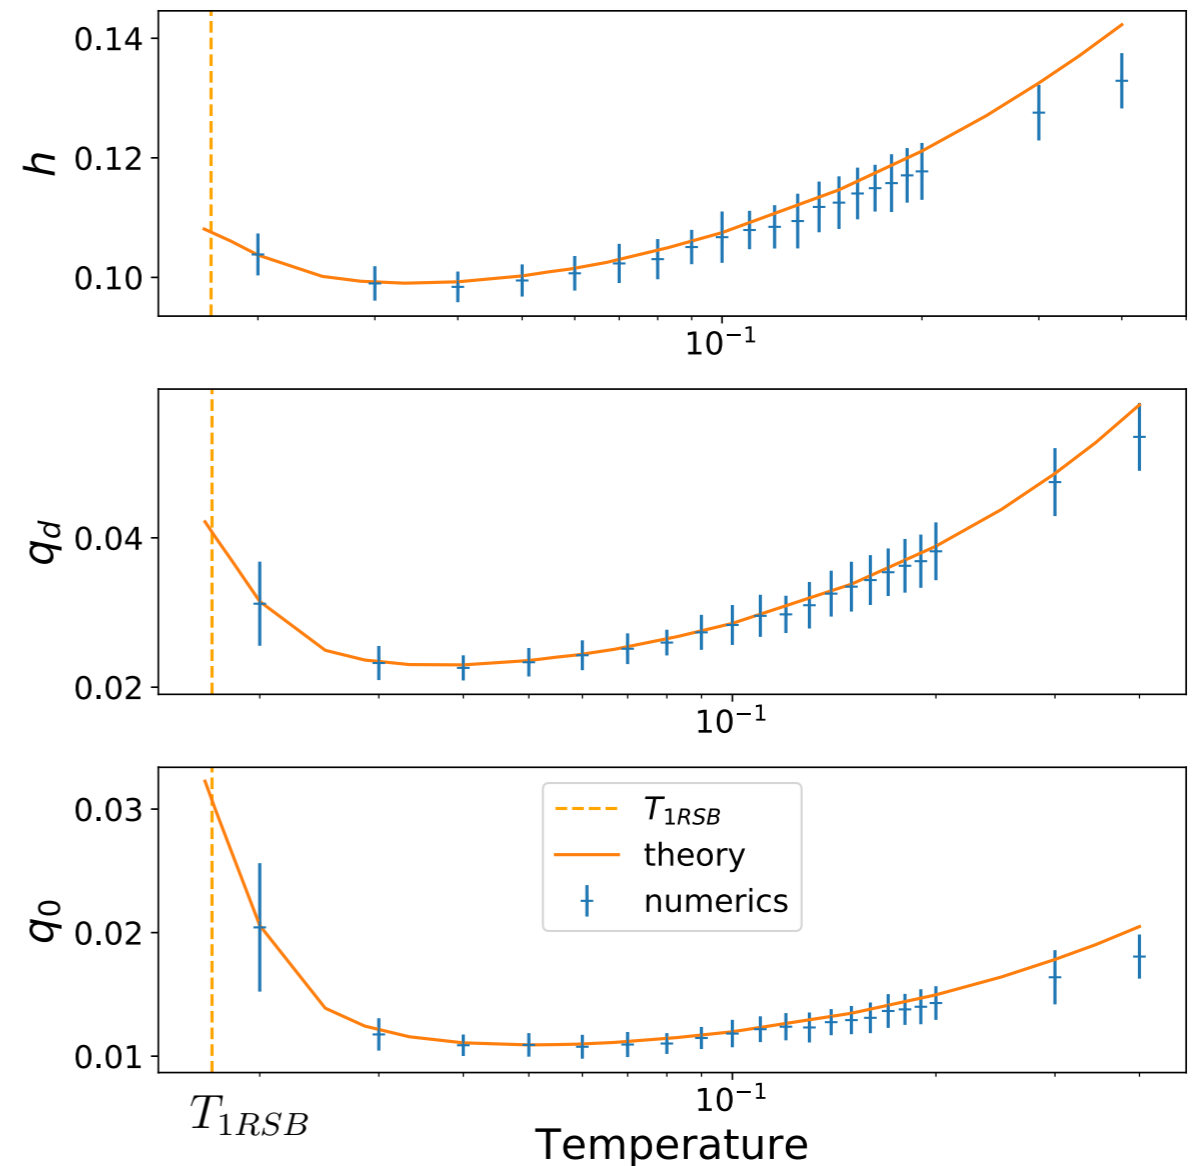 0.14
0.12
0.10
h
10⁻¹
0.04
0.02
q_d
10⁻¹
0.03
0.02
0.01
q_0
T_{1RSB}
theory
numerics
10⁻¹
T_{1RSB}
Temperature